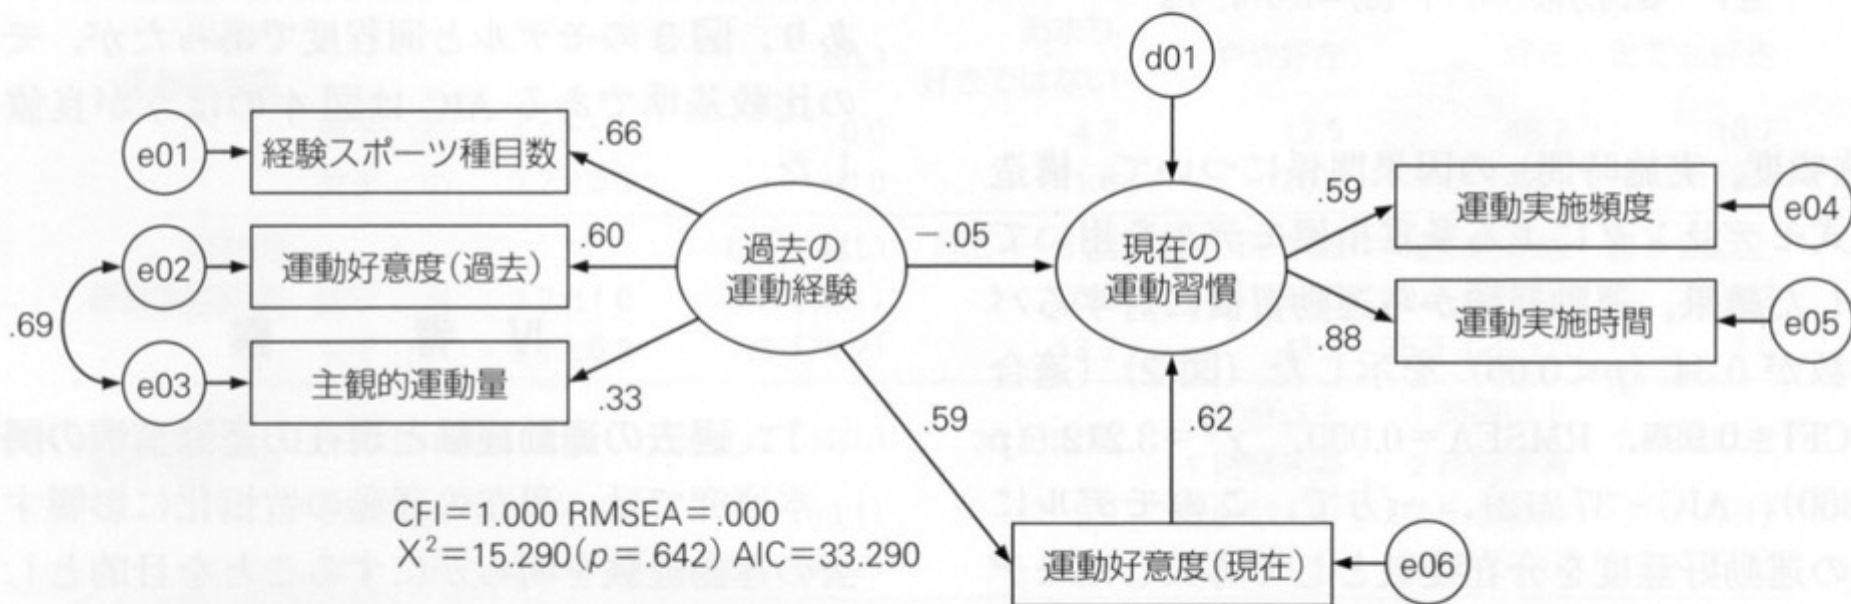 d01
e01
経験スポーツ種目数
.66
e02
運動好意度(過去)
.60
.69
e03
主観的運動量
.33
過去の
運動経験
-.05
現在の
運動習慣
.59
運動実施頻度
e04
.88
運動実施時間
e05
.59
.62
運動好意度(現在)
e06
CFI=1.000 RMSEA=.000
X²=15.290(p=.642) AIC=33.290